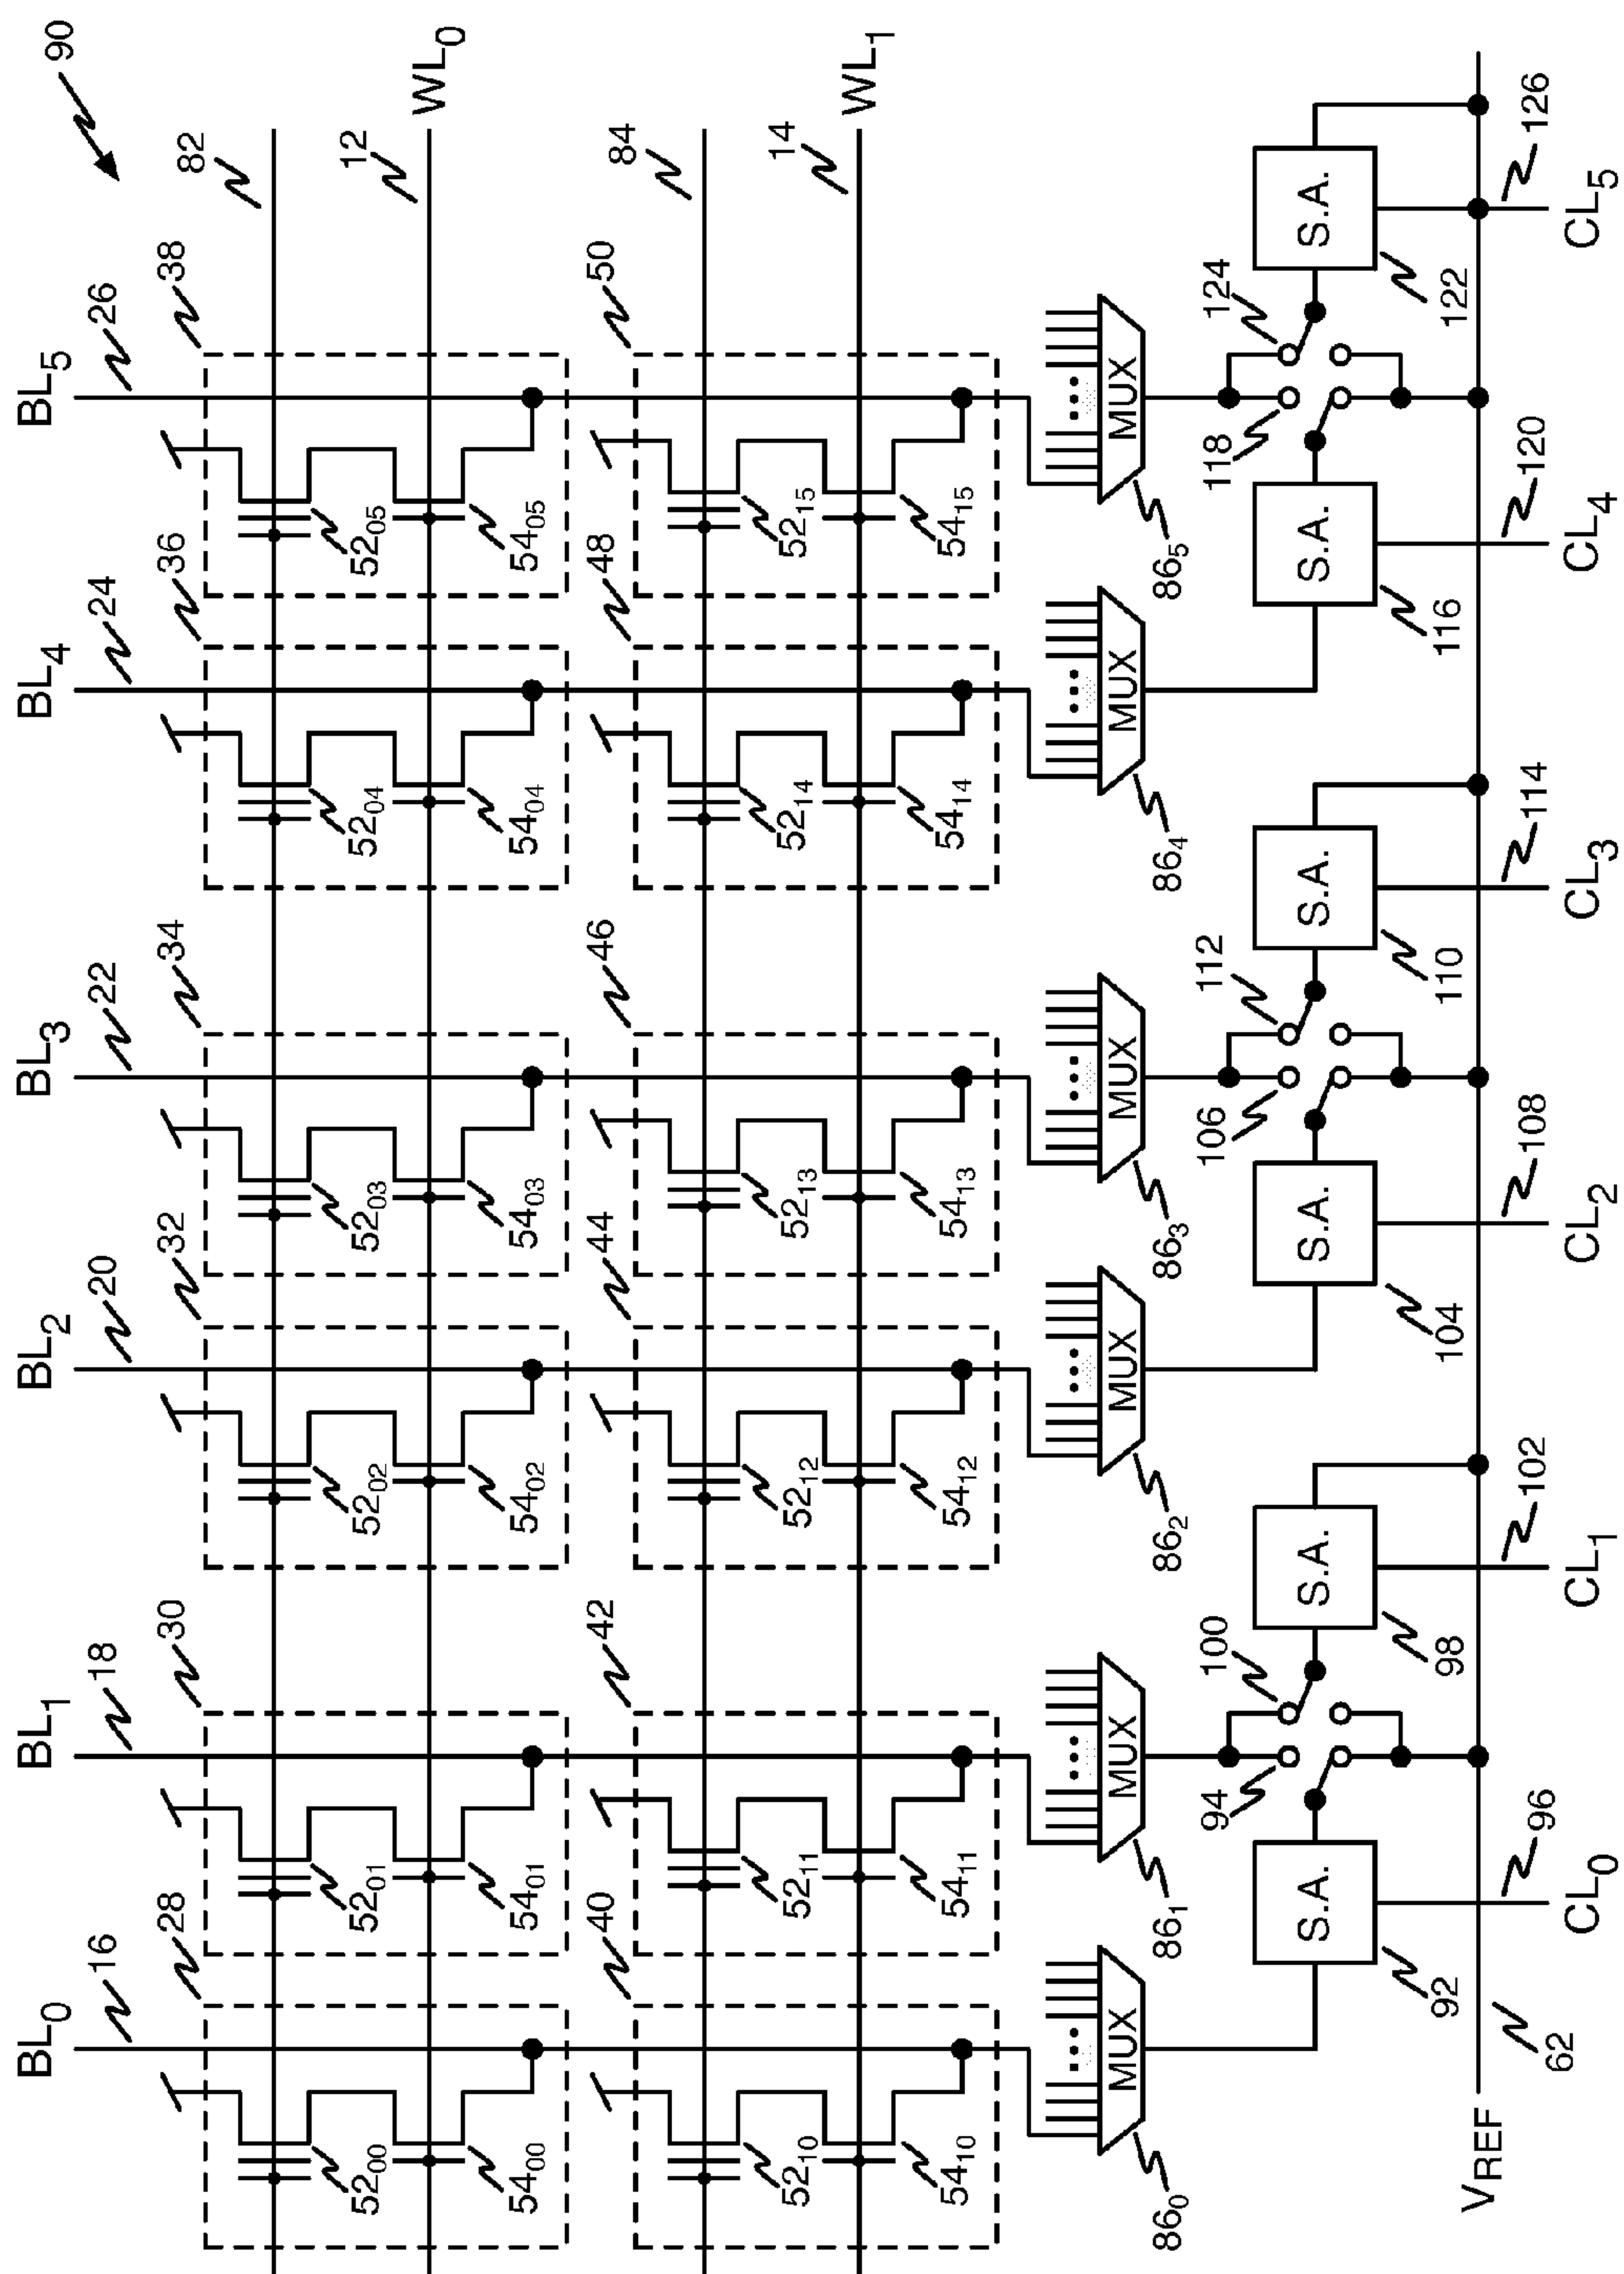 90
BL5
BL4
BL3
BL2
BL1
BL0
26
24
22
20
18
16
82
12
WL0
38
36
34
32
30
28
5205
5204
5203
5202
5201
5200
5405
5404
5403
5402
5401
5400
84
14
WL1
50
48
46
44
42
40
5215
5214
5213
5212
5211
5210
5415
5414
5413
5412
5411
5410
MUX
MUX
MUX
MUX
MUX
MUX
865
864
863
862
861
860
124
118
112
106
100
94
S.A.
S.A.
S.A.
S.A.
S.A.
S.A.
122
116
110
104
98
92
126
120
114
108
102
96
62
VREF
CL5
CL4
CL3
CL2
CL1
CL0